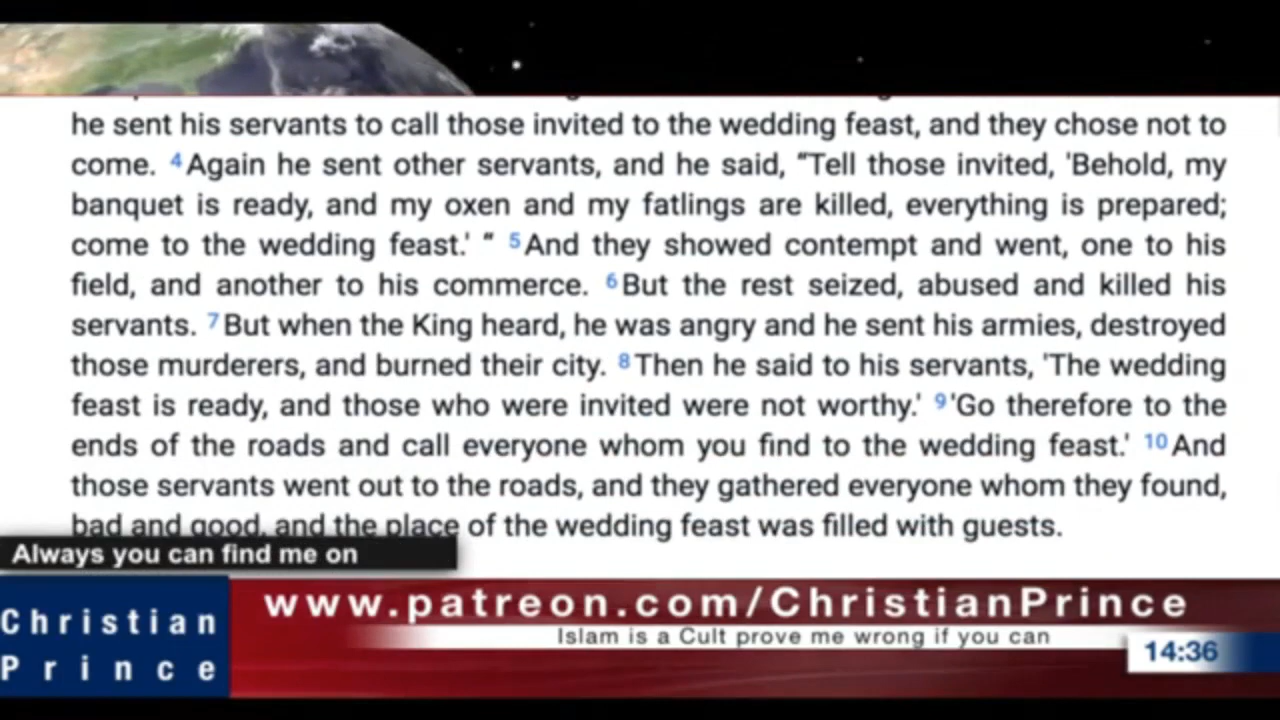 he sent his servants to call those invited to the wedding feast, and they chose not to
come. 4 Again he sent other servants, and he said, “Tell those invited, 'Behold, my
banquet is ready, and my oxen and my fatlings are killed, everything is prepared;
come to the wedding feast.' “ 5 And they showed contempt and went, one to his
field, and another to his commerce. 6 But the rest seized, abused and killed his
servants. 7 But when the King heard, he was angry and he sent his armies, destroyed
those murderers, and burned their city. 8 Then he said to his servants, 'The wedding
feast is ready, and those who were invited were not worthy.' 9 'Go therefore to the
ends of the roads and call everyone whom you find to the wedding feast.' 10 And
those servants went out to the roads, and they gathered everyone whom they found,
bad and good, and the place of the wedding feast was filled with guests.
Always you can find me on
Christian
Prince
www.patreon.com/ChristianPrince
Islam is a Cult prove me wrong if you can
14:36